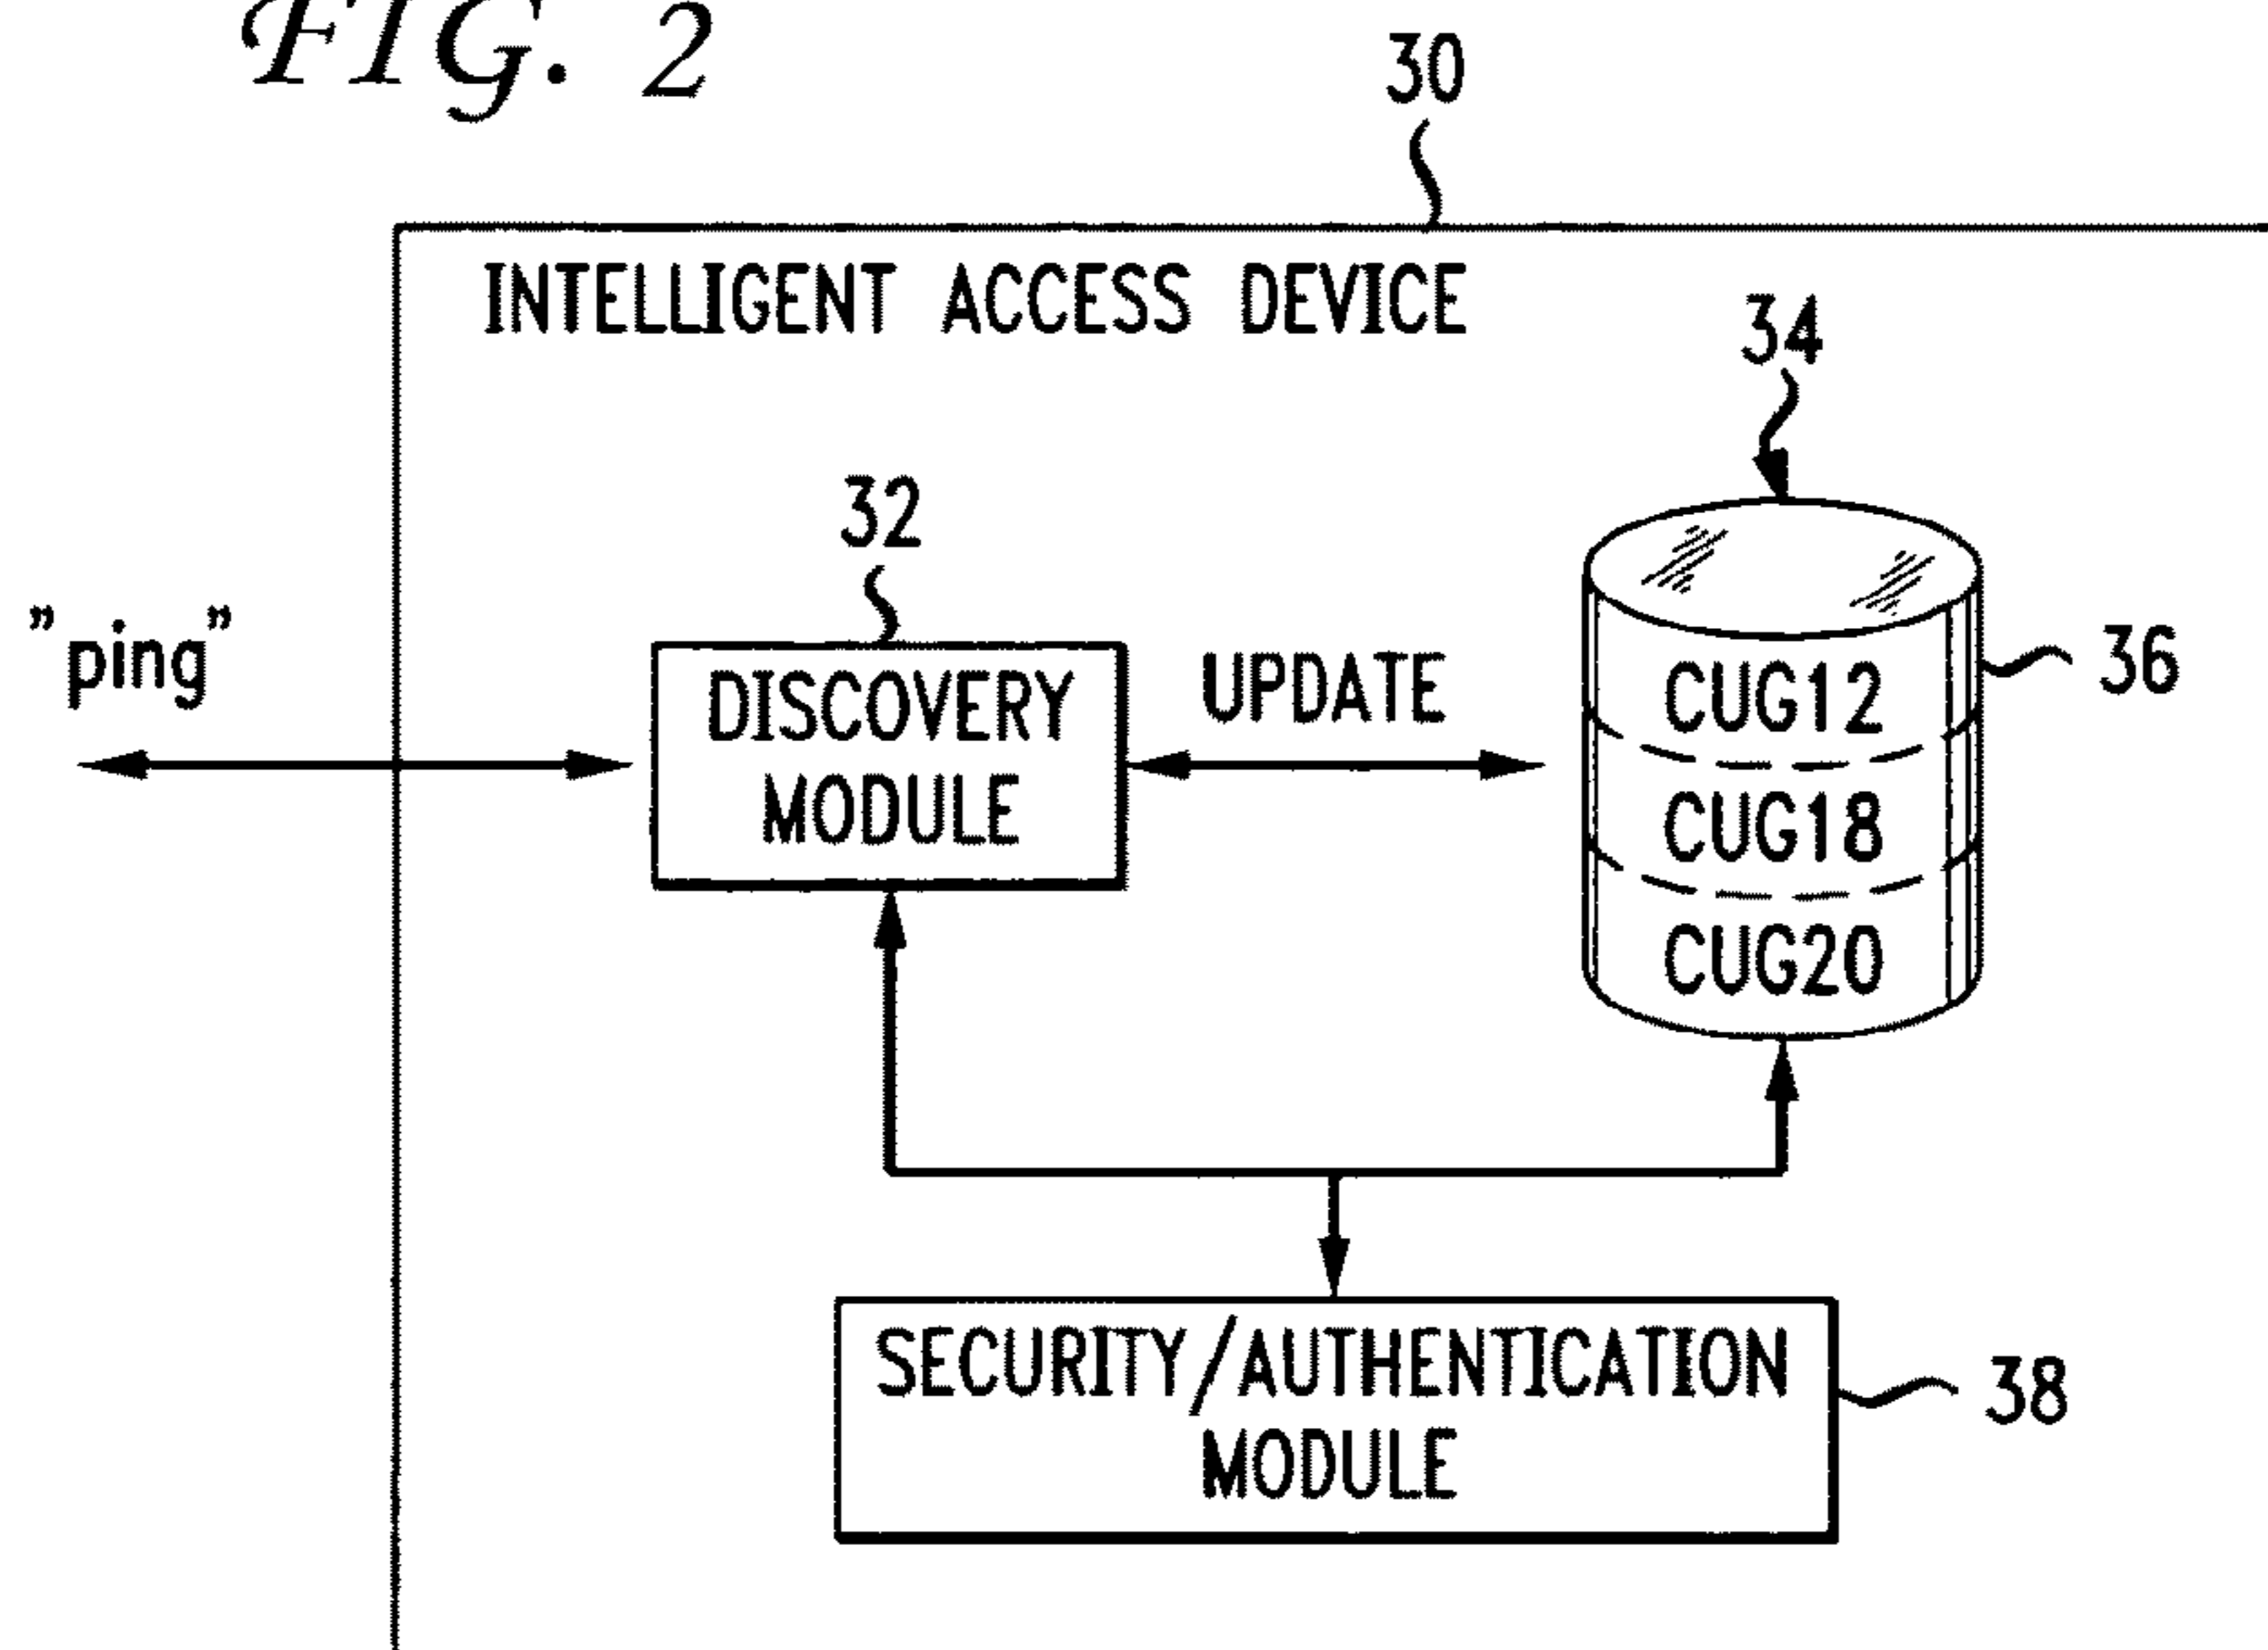 FIG. 2
30
INTELLIGENT ACCESS DEVICE
34
32
"ping"
DISCOVERY
MODULE
UPDATE
36
CUG12
CUG18
CUG20
SECURITY/AUTHENTICATION
MODULE
38